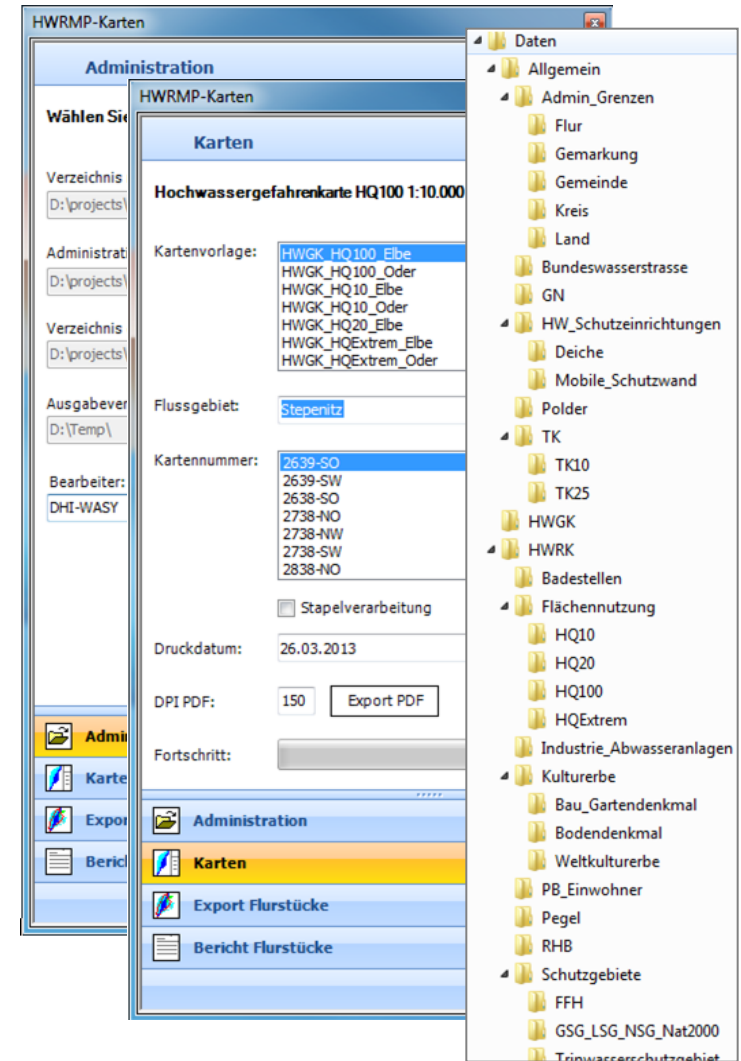 HWRMP-Karten
Administration
Wählen Sie
Verzeichnis
D:\projects\
D:\projects\
Verzeichnis
D:\projects\
D:\Temp\
Bearbeiter:
DHI-WASY
HWRMP-Karten
Karten
Hochwassergefahrenkarte HQ100 1:10.000
Kartenvorlage:
HWGK_HQ100_Elbe
HWGK_HQ100_Oder
HWGK_HQ10_Elbe
HWGK_HQ10_Oder
HWGK_HQ20_Elbe
HWGK_HQExtrem_Elbe
HWGK_HQExtrem_Oder
Flussgebiet:
Stepenitz
Kartennummer:
2639-SO
2639-SW
2638-SO
2738-NO
2738-NW
2738-SW
2838-NO
Stapelverarbeitung
Druckdatum:
26.03.2013
DPI PDF:
150
Export PDF
Fortschritt:
Administration
Karten
Export Flurstücke
Bericht Flurstücke
Daten
Allgemein
Admin_Grenzen
Flur
Gemarkung
Gemeinde
Kreis
Land
Bundeswasserstrasse
GN
HW_Schutzeinrichtungen
Deiche
Mobile_Schutzwand
Polder
TK
TK10
TK25
HWGK
HWRK
Badestellen
Flächennutzung
HQ10
HQ20
HQ100
HQExtrem
Industrie_Abwasseranlagen
Kulturerbe
Bau_Gartendenkmal
Bodendenkmal
Weltkulturerbe
PB_Einwohner
Pegel
RHB
Schutzgebiete
FFH
GSG_LSG_NSG_Nat2000